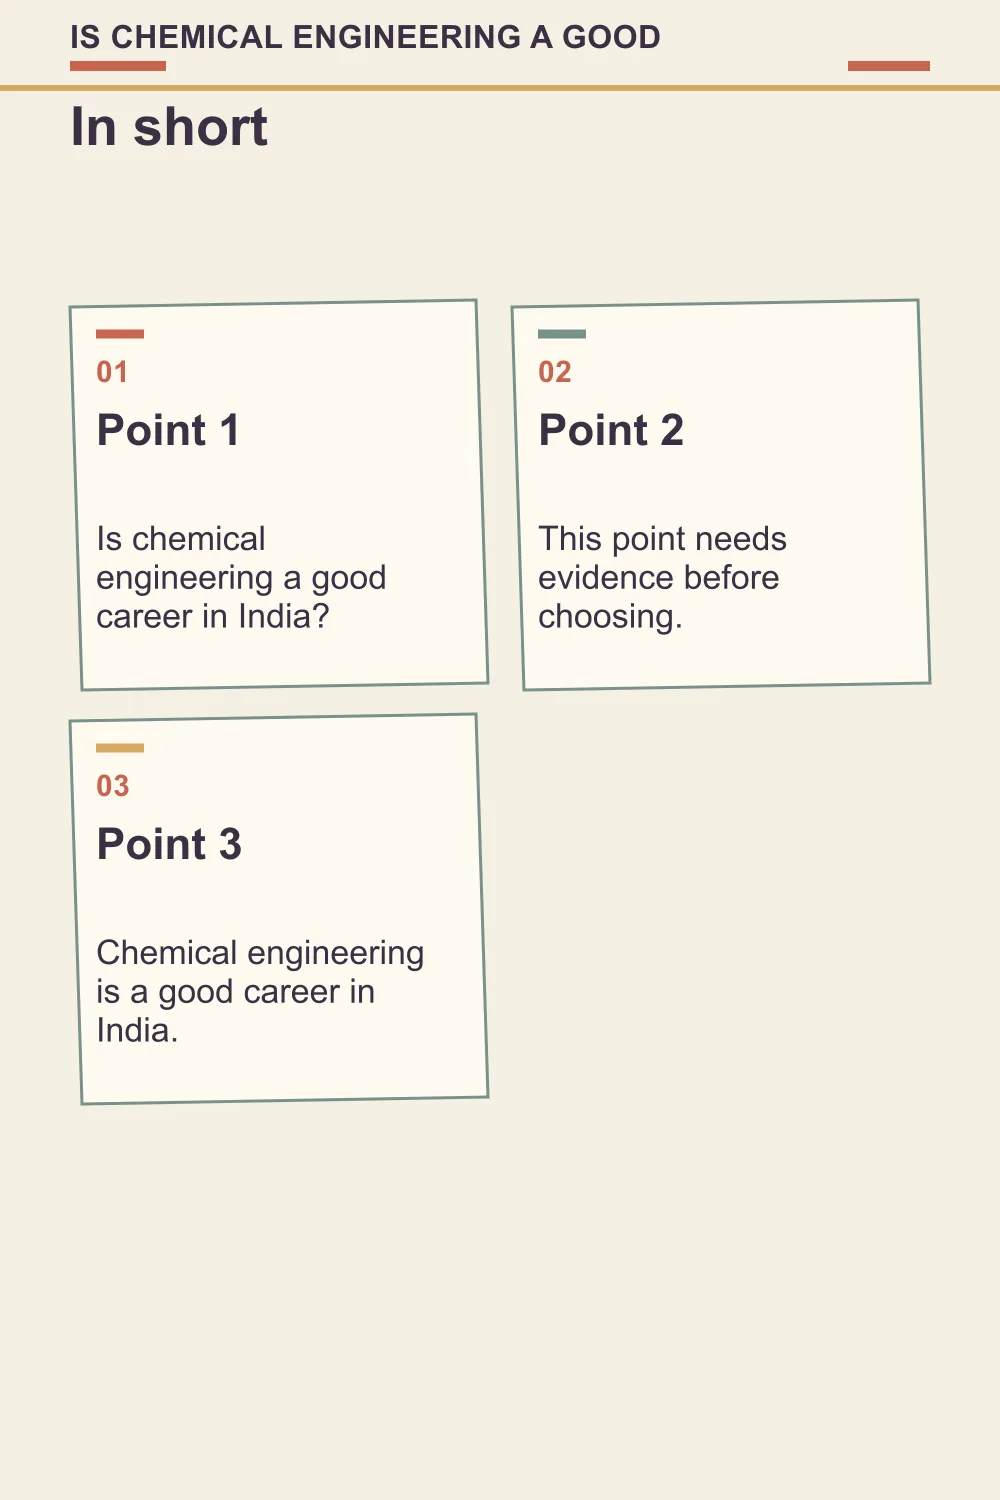 IS CHEMICAL ENGINEERING A GOOD
In short
01
Point 1
Is chemical
engineering a good
career in India?
02
Point 2
This point needs
evidence before
choosing.
03
Point 3
Chemical engineering
is a good career in
India.